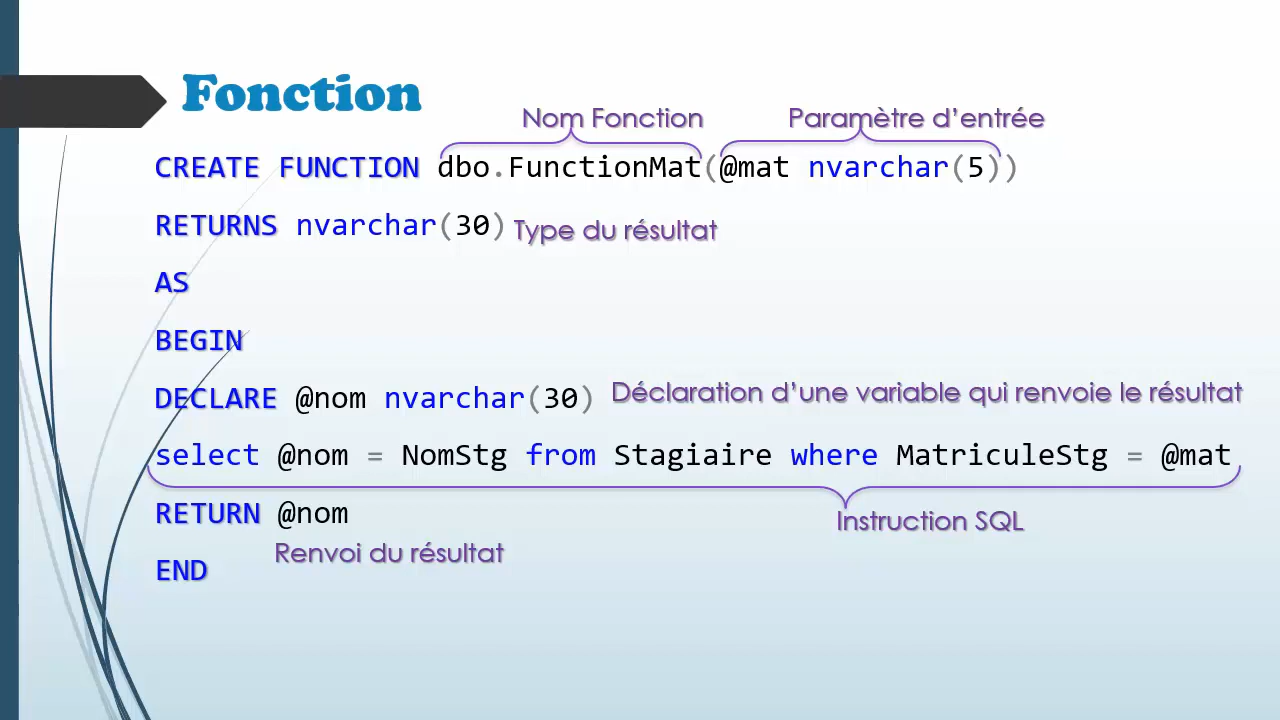 Fonction
Nom Fonction
Paramètre d'entrée
CREATE FUNCTION dbo.FunctionMat(@mat nvarchar(5))
RETURNS nvarchar(30) Type du résultat
AS
BEGIN
DECLARE @nom nvarchar(30) Déclaration d'une variable qui renvoie le résultat
select @nom = NomStg from Stagiaire where MatriculeStg = @mat
RETURN @nom
Instruction SQL
Renvoi du résultat
END